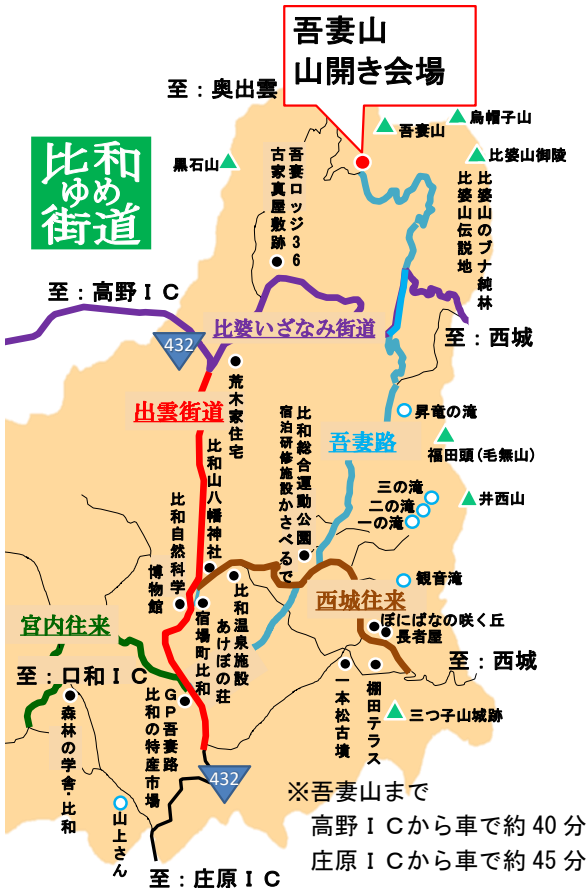 吾妻山
山開き会場
至：奥出雲
烏帽子山
吾妻山
比婆山御陵
黒石山
比和
ゆめ
街道
吾妻ロッジ36
古家真屋敷跡
比婆山のブナ純林
比婆山伝説地
至：高野ＩＣ
比婆いざなみ街道
至：西城
432
荒木家住宅
出雲街道
昇竜の滝
吾妻路
福田頭(毛無山)
比和総合運動公園
宿泊研修施設かさべるで
三の滝
二の滝
一の滝
井西山
比和山八幡神社
比和自然科学
博物館
観音滝
西城往来
宮内往来
宿場町比和
比和温泉施設
あけぼの荘
ぼにばなの咲く丘
長者屋
至：西城
至：口和ＩＣ
ＧＰ吾妻路
比和の特産市場
一本松古墳
棚田テラス
三つ子山城跡
森林の学舎・比和
432
山上さん
至：庄原ＩＣ
※吾妻山まで
高野ＩＣから車で約40分
庄原ＩＣから車で約45分